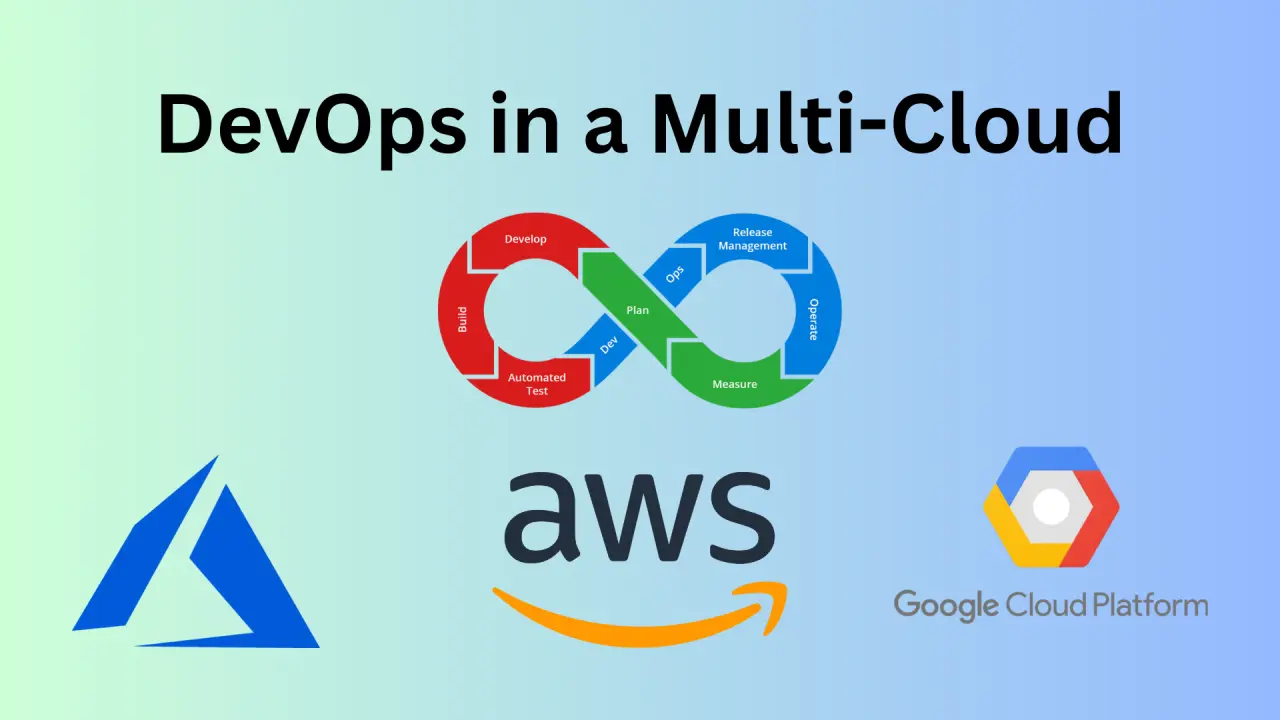 DevOps in a Multi-Cloud
Develop
Release
Management
Ops
Build
Plan
Operate
Dev
Automated
Test
Measure
aws
Google Cloud Platform